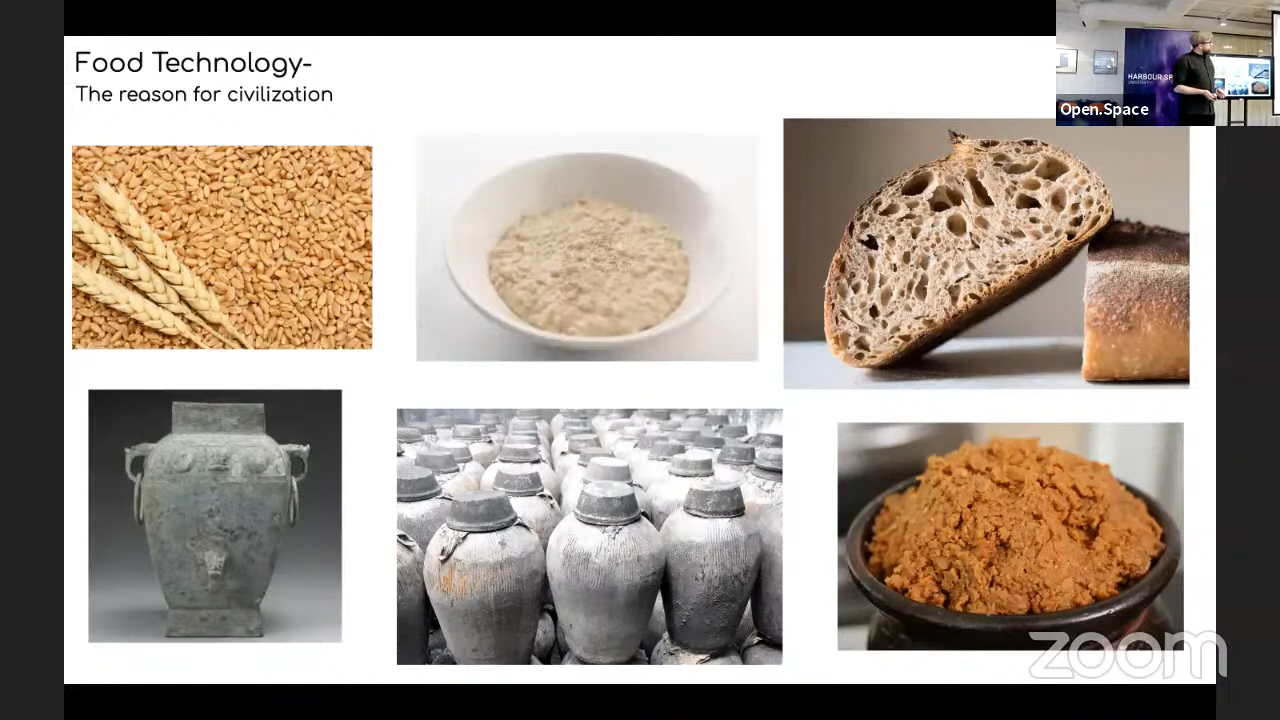 Food Technology-
The reason for civilization
HARBOUR SP
Open.Space
zoom